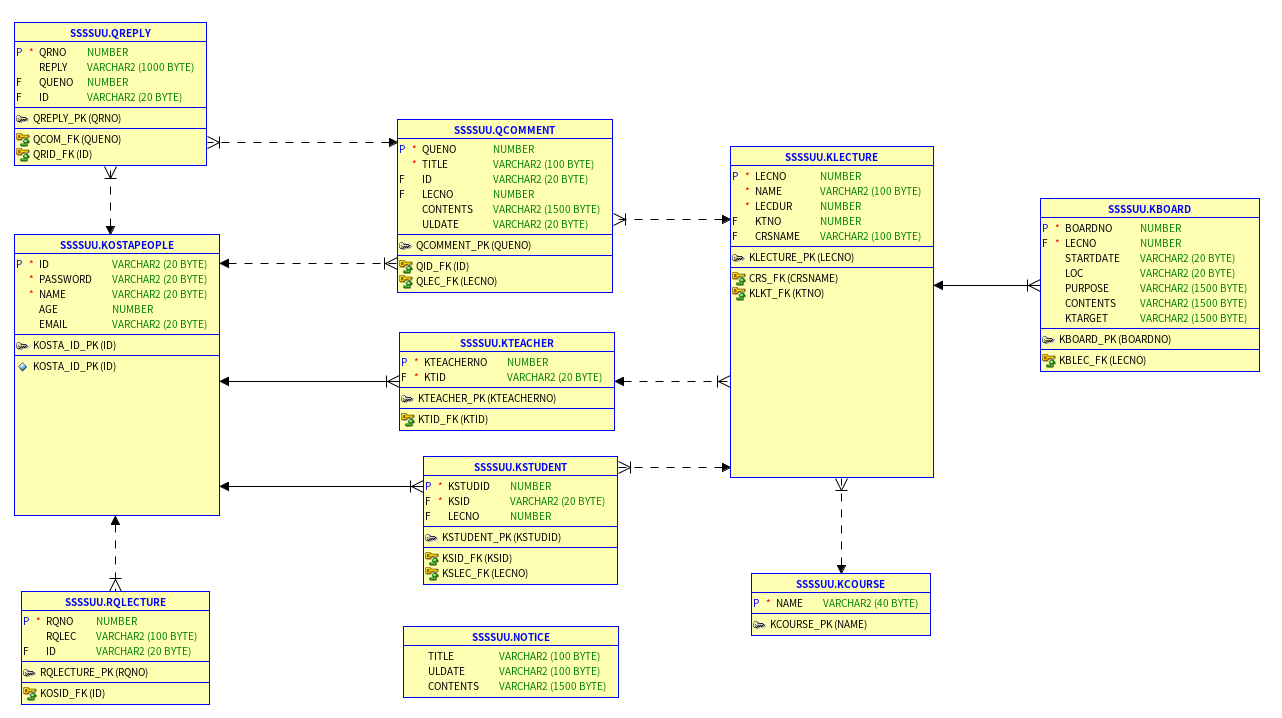 SSSSUU.QREPLY
P * QRNO NUMBER
REPLY VARCHAR2 (1000 BYTE)
F QUENO NUMBER
F ID VARCHAR2 (20 BYTE)
QREPLY_PK (QRNO)
QCOM_FK (QUENO)
QRID_FK (ID)
SSSSUU.QCOMMENT
P * QUENO NUMBER
* TITLE VARCHAR2 (100 BYTE)
F ID VARCHAR2 (20 BYTE)
F LECNO NUMBER
CONTENTS VARCHAR2 (1500 BYTE)
ULDATE VARCHAR2 (20 BYTE)
QCOMMENT_PK (QUENO)
QID_FK (ID)
QLEC_FK (LECNO)
SSSSUU.KLECTURE
P * LECNO NUMBER
* NAME VARCHAR2 (100 BYTE)
* LECDUR NUMBER
F KTNO NUMBER
F CRSNAME VARCHAR2 (100 BYTE)
KLECTURE_PK (LECNO)
CRS_FK (CRSNAME)
KLKT_FK (KTNO)
SSSSUU.KBOARD
P * BOARDNO NUMBER
F * LECNO NUMBER
STARTDATE VARCHAR2 (20 BYTE)
LOC VARCHAR2 (20 BYTE)
PURPOSE VARCHAR2 (1500 BYTE)
CONTENTS VARCHAR2 (1500 BYTE)
KTARGET VARCHAR2 (1500 BYTE)
KBOARD_PK (BOARDNO)
KBLEC_FK (LECNO)
SSSSUU.KOSTAPEOPLE
P * ID VARCHAR2 (20 BYTE)
* PASSWORD VARCHAR2 (20 BYTE)
* NAME VARCHAR2 (20 BYTE)
AGE NUMBER
EMAIL VARCHAR2 (20 BYTE)
KOSTA_ID_PK (ID)
KOSTA_ID_PK (ID)
SSSSUU.KTEACHER
P * KTEACHERNO NUMBER
F * KTID VARCHAR2 (20 BYTE)
KTEACHER_PK (KTEACHERNO)
KTID_FK (KTID)
SSSSUU.KSTUDENT
P * KSTUDID NUMBER
F * KSID VARCHAR2 (20 BYTE)
F LECNO NUMBER
KSTUDENT_PK (KSTUDID)
KSID_FK (KSID)
KSLEC_FK (LECNO)
SSSSUU.KCOURSE
P * NAME VARCHAR2 (40 BYTE)
KCOURSE_PK (NAME)
SSSSUU.RQLECTURE
P * RQNO NUMBER
RQLEC VARCHAR2 (100 BYTE)
F ID VARCHAR2 (20 BYTE)
RQLECTURE_PK (RQNO)
KOSID_FK (ID)
SSSSUU.NOTICE
TITLE VARCHAR2 (100 BYTE)
ULDATE VARCHAR2 (100 BYTE)
CONTENTS VARCHAR2 (1500 BYTE)